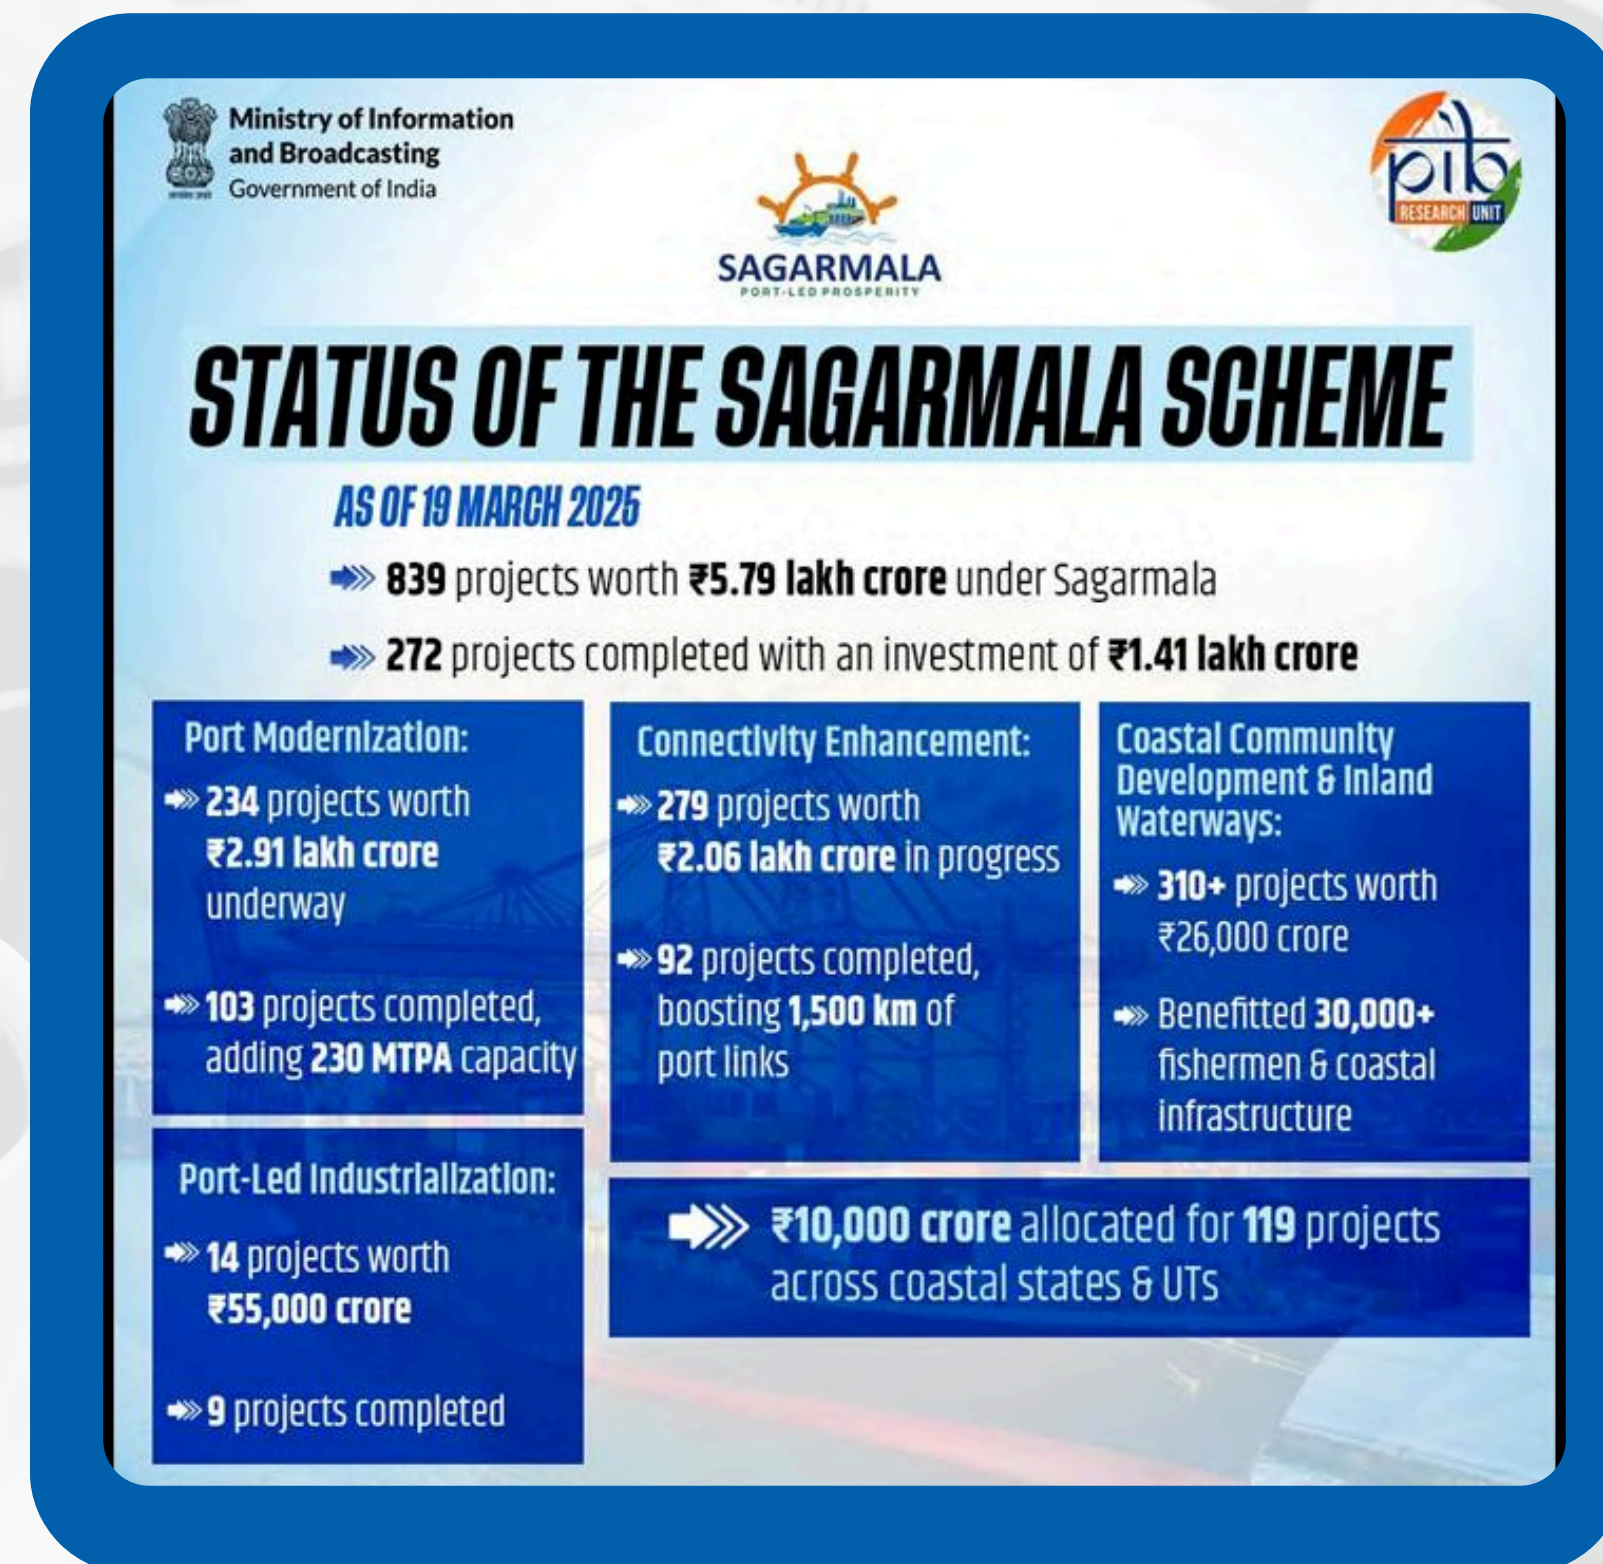 Ministry of Information
and Broadcasting
Government of India
pib
RESEARCH UNIT
SAGARMALA
PORT-LED PROSPERITY
STATUS OF THE SAGARMALA SCHEME
AS OF 19 MARCH 2025
839 projects worth ₹5.79 lakh crore under Sagarmala
272 projects completed with an investment of ₹1.41 lakh crore
Port Modernization:
234 projects worth
₹2.91 lakh crore
underway
103 projects completed,
adding 230 MTPA capacity
Connectivity Enhancement:
279 projects worth
₹2.06 lakh crore in progress
92 projects completed,
boosting 1,500 km of
port links
Coastal Community
Development & Inland
Waterways:
310+ projects worth
₹26,000 crore
Benefitted 30,000+
fishermen & coastal
infrastructure
Port-Led Industrialization:
14 projects worth
₹55,000 crore
9 projects completed
₹10,000 crore allocated for 119 projects
across coastal states & UTs